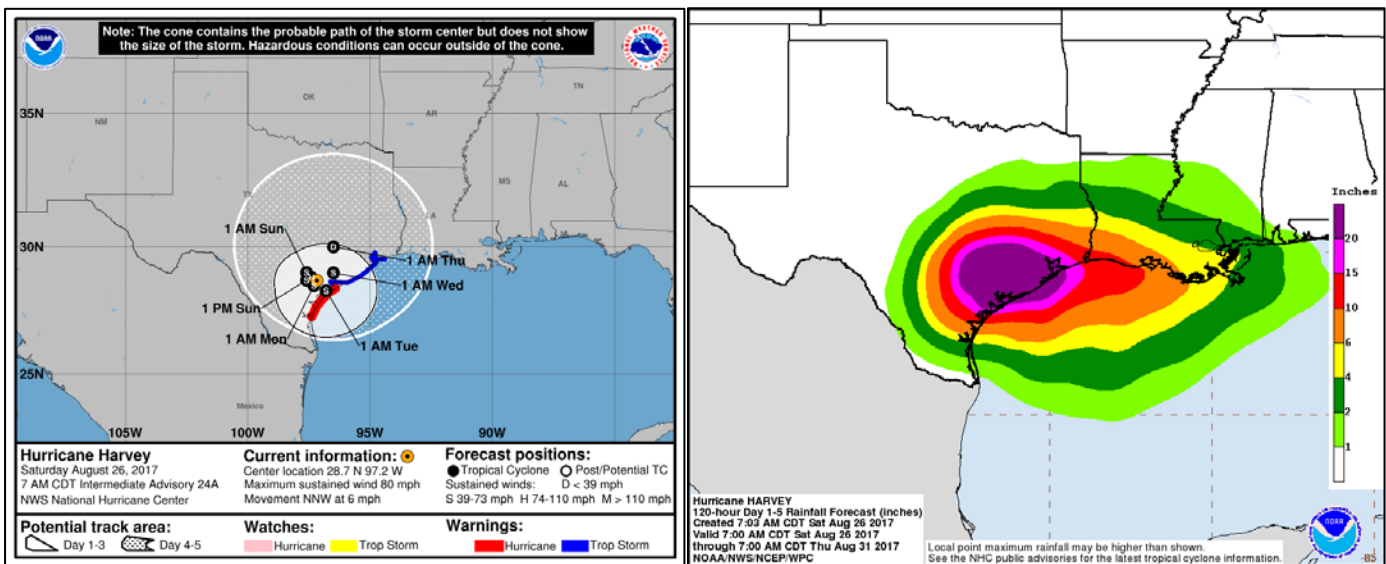 Note: The cone contains the probable path of the storm center but does not show
the size of the storm. Hazardous conditions can occur outside of the cone.
NOAA
35N
30N
25N
NM
OK
AR
TN
TX
LA
MS
AL
Mexico
1 AM Sun
1 PM Sun
1 AM Mon
1 AM Tue
1 AM Wed
1 AM Thu
D
S
S
S
S
S
105W
100W
95W
90W
Hurricane Harvey
Saturday August 26, 2017
7 AM CDT Intermediate Advisory 24A
NWS National Hurricane Center
Current information:
Center location 28.7 N 97.2 W
Maximum sustained wind 80 mph
Movement NNW at 6 mph
Forecast positions:
Tropical Cyclone Post/Potential TC
Sustained winds: D < 39 mph
S 39-73 mph H 74-110 mph M > 110 mph
Potential track area:
Day 1-3 Day 4-5
Watches:
Hurricane Trop Storm
Warnings:
Hurricane Trop Storm
Inches
20
15
10
6
4
2
1
Hurricane HARVEY
120-hour Day 1-5 Rainfall Forecast (inches)
Created 7:03 AM CDT Sat Aug 26 2017
Valid 7:00 AM CDT Sat Aug 26 2017
through 7:00 AM CDT Thu Aug 31 2017
NOAA/NWS/NCEP/WPC
Local point maximum rainfall may be higher than shown.
See the NHC public advisories for the latest tropical cyclone information.
NOAA